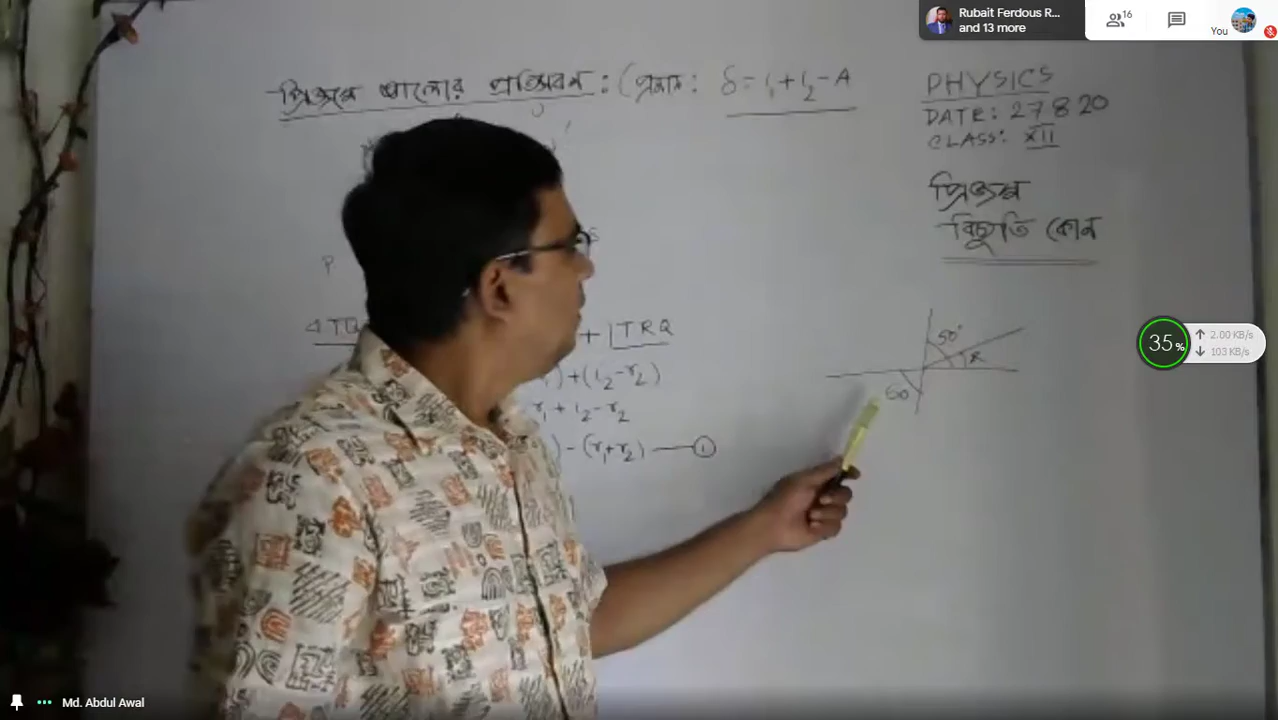 Rubait Ferdous R...
and 13 more
16
You
প্রিজমে আলোর প্রতিসরণ : (প্রমাণ: δ = i₁ + i₂ - A
PHYSICS
DATE: 27 8 20
CLASS: XII
প্রিজম
বিচ্যুতি কোন
S
P
∠TQ + ∠TRQ
) + (i₂ - r₂)
r₁ + i₂ - r₂
) - (r₁ + r₂) — ①
50°
R
60
35%
2.00 KB/s
103 KB/s
Md. Abdul Awal